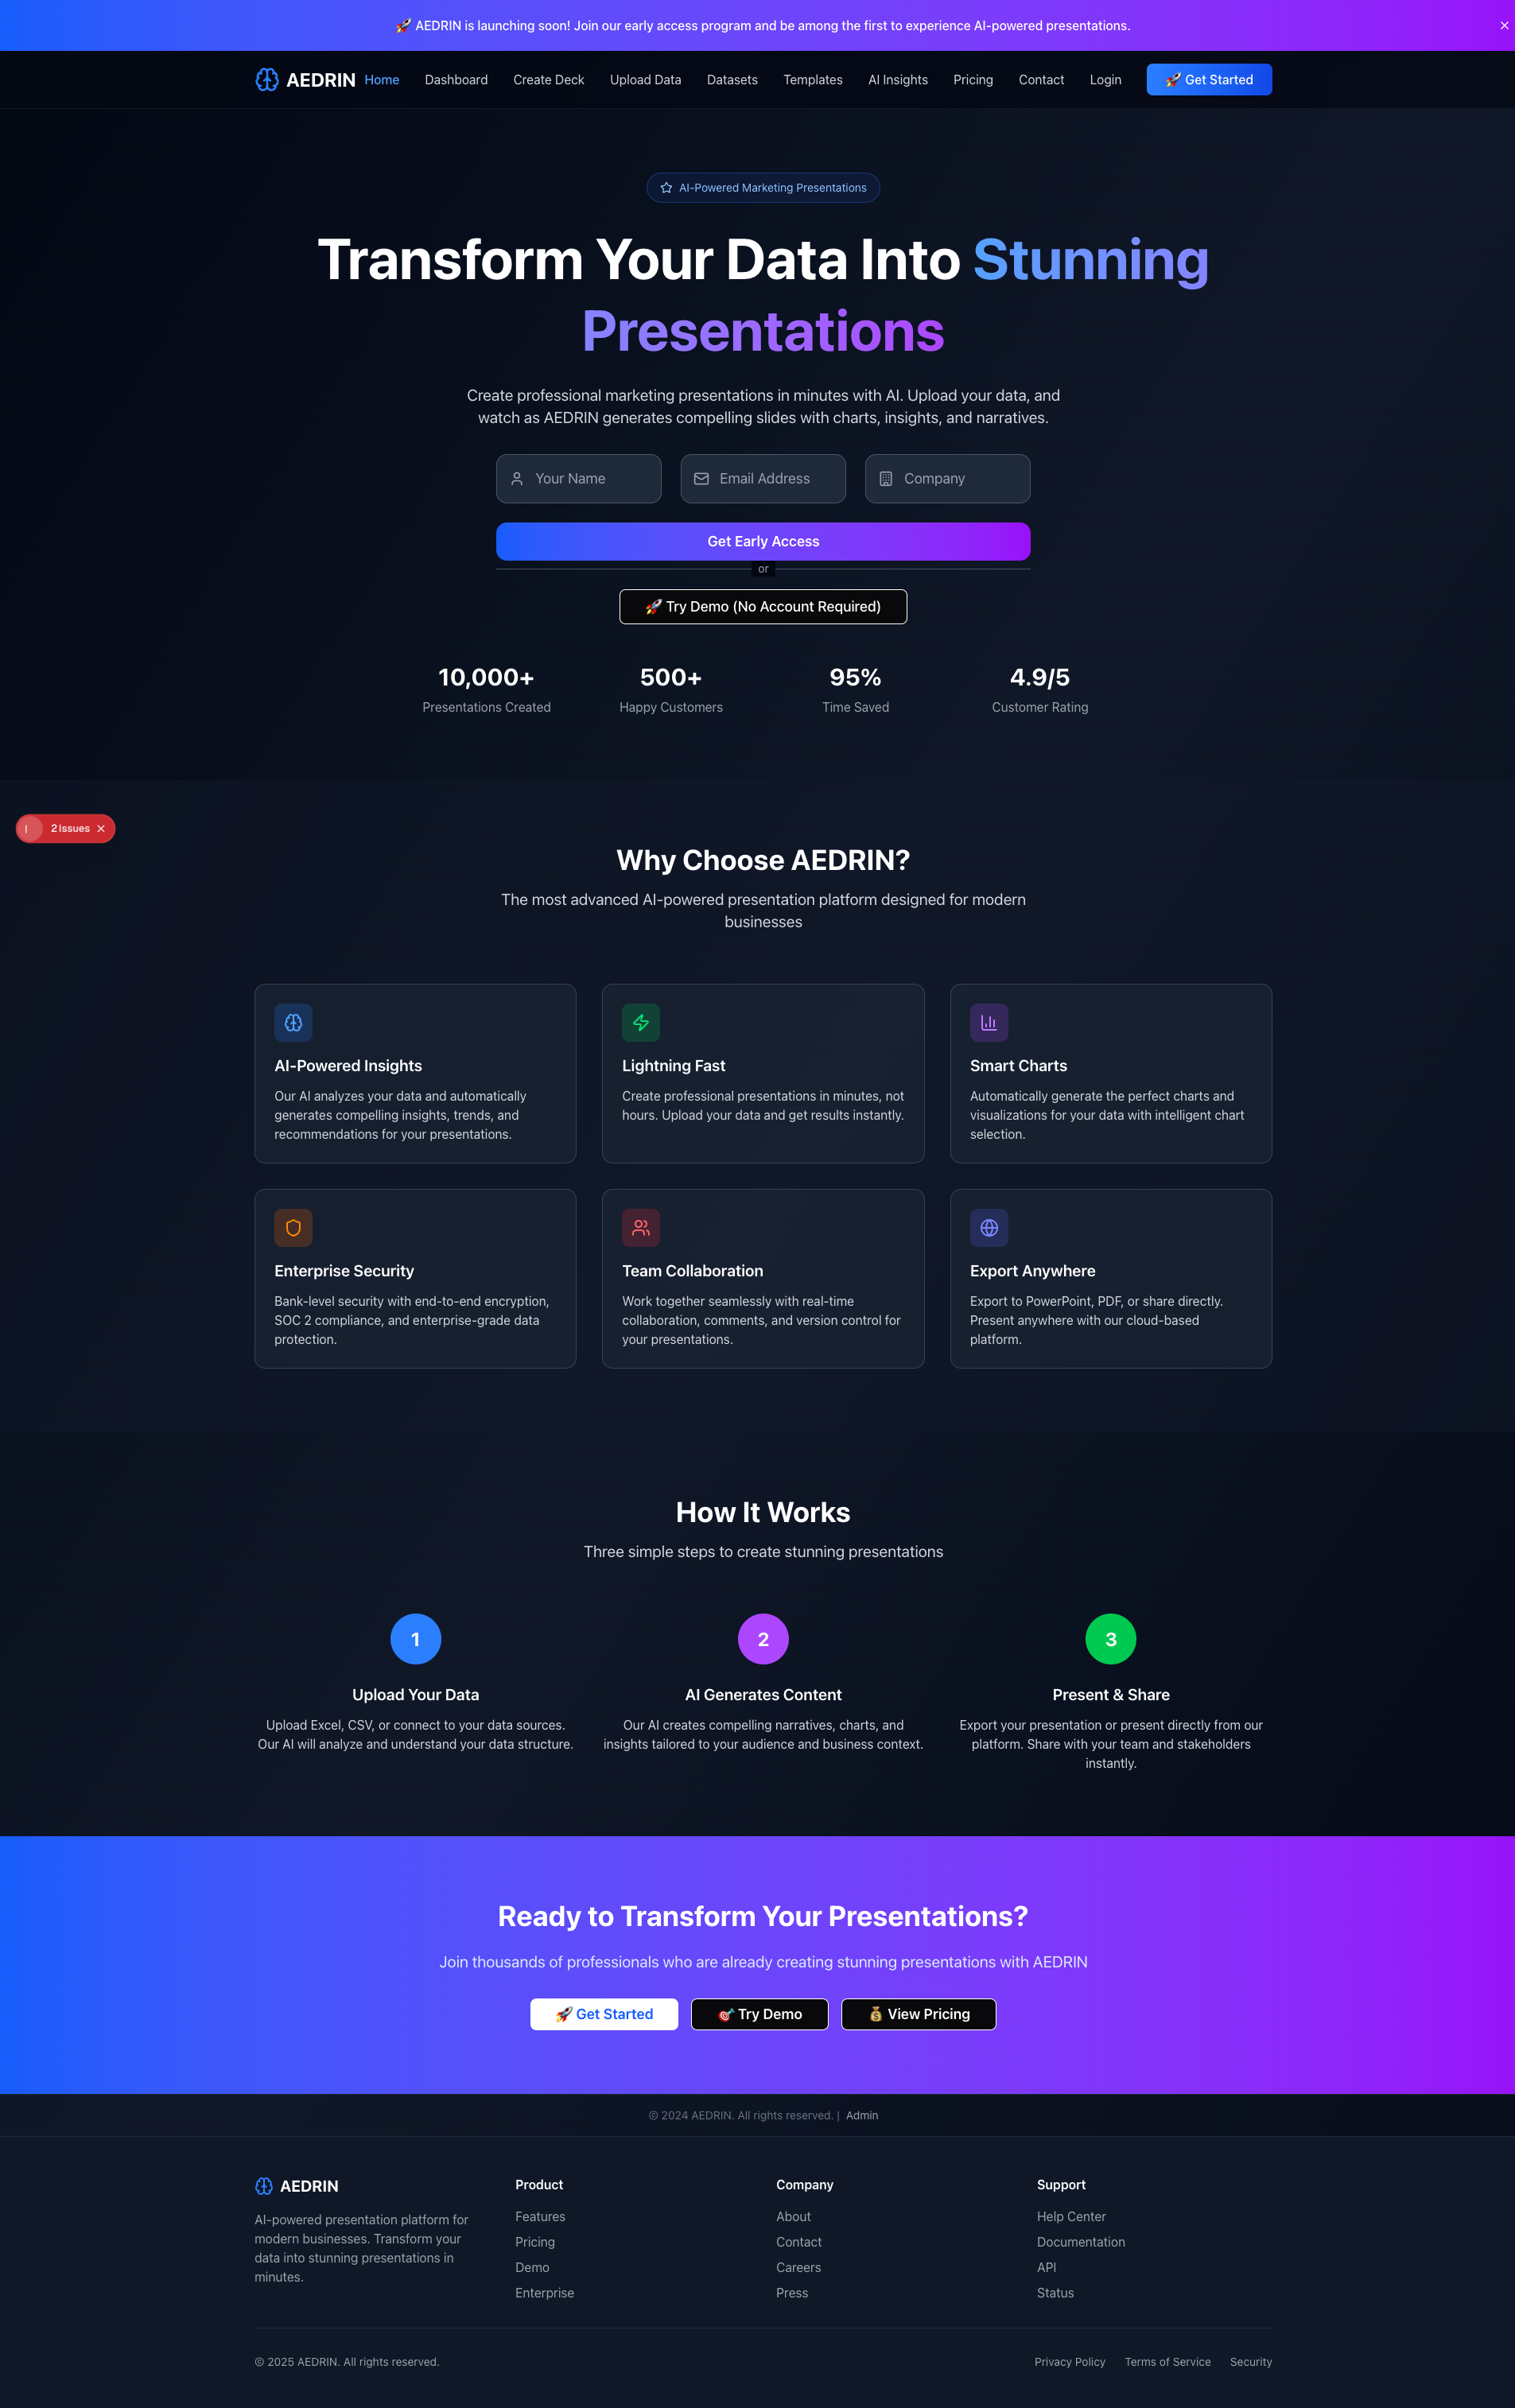 🚀 AEDRIN is launching soon! Join our early access program and be among the first to experience AI-powered presentations.
AEDRIN Home Dashboard Create Deck Upload Data Datasets Templates AI Insights Pricing Contact Login 🚀 Get Started
AI-Powered Marketing Presentations
Transform Your Data Into Stunning
Presentations
Create professional marketing presentations in minutes with AI. Upload your data, and
watch as AEDRIN generates compelling slides with charts, insights, and narratives.
Your Name Email Address Company
Get Early Access
or
🚀 Try Demo (No Account Required)
10,000+ 500+ 95% 4.9/5
Presentations Created Happy Customers Time Saved Customer Rating
2 Issues
Why Choose AEDRIN?
The most advanced AI-powered presentation platform designed for modern
businesses
AI-Powered Insights
Our AI analyzes your data and automatically
generates compelling insights, trends, and
recommendations for your presentations.
Lightning Fast
Create professional presentations in minutes, not
hours. Upload your data and get results instantly.
Smart Charts
Automatically generate the perfect charts and
visualizations for your data with intelligent chart
selection.
Enterprise Security
Bank-level security with end-to-end encryption,
SOC 2 compliance, and enterprise-grade data
protection.
Team Collaboration
Work together seamlessly with real-time
collaboration, comments, and version control for
your presentations.
Export Anywhere
Export to PowerPoint, PDF, or share directly.
Present anywhere with our cloud-based
platform.
How It Works
Three simple steps to create stunning presentations
1
Upload Your Data
Upload Excel, CSV, or connect to your data sources.
Our AI will analyze and understand your data structure.
2
AI Generates Content
Our AI creates compelling narratives, charts, and
insights tailored to your audience and business context.
3
Present & Share
Export your presentation or present directly from our
platform. Share with your team and stakeholders
instantly.
Ready to Transform Your Presentations?
Join thousands of professionals who are already creating stunning presentations with AEDRIN
🚀 Get Started 🎯 Try Demo 💰 View Pricing
© 2024 AEDRIN. All rights reserved. | Admin
AEDRIN
AI-powered presentation platform for
modern businesses. Transform your
data into stunning presentations in
minutes.
Product
Features
Pricing
Demo
Enterprise
Company
About
Contact
Careers
Press
Support
Help Center
Documentation
API
Status
© 2025 AEDRIN. All rights reserved.
Privacy Policy Terms of Service Security